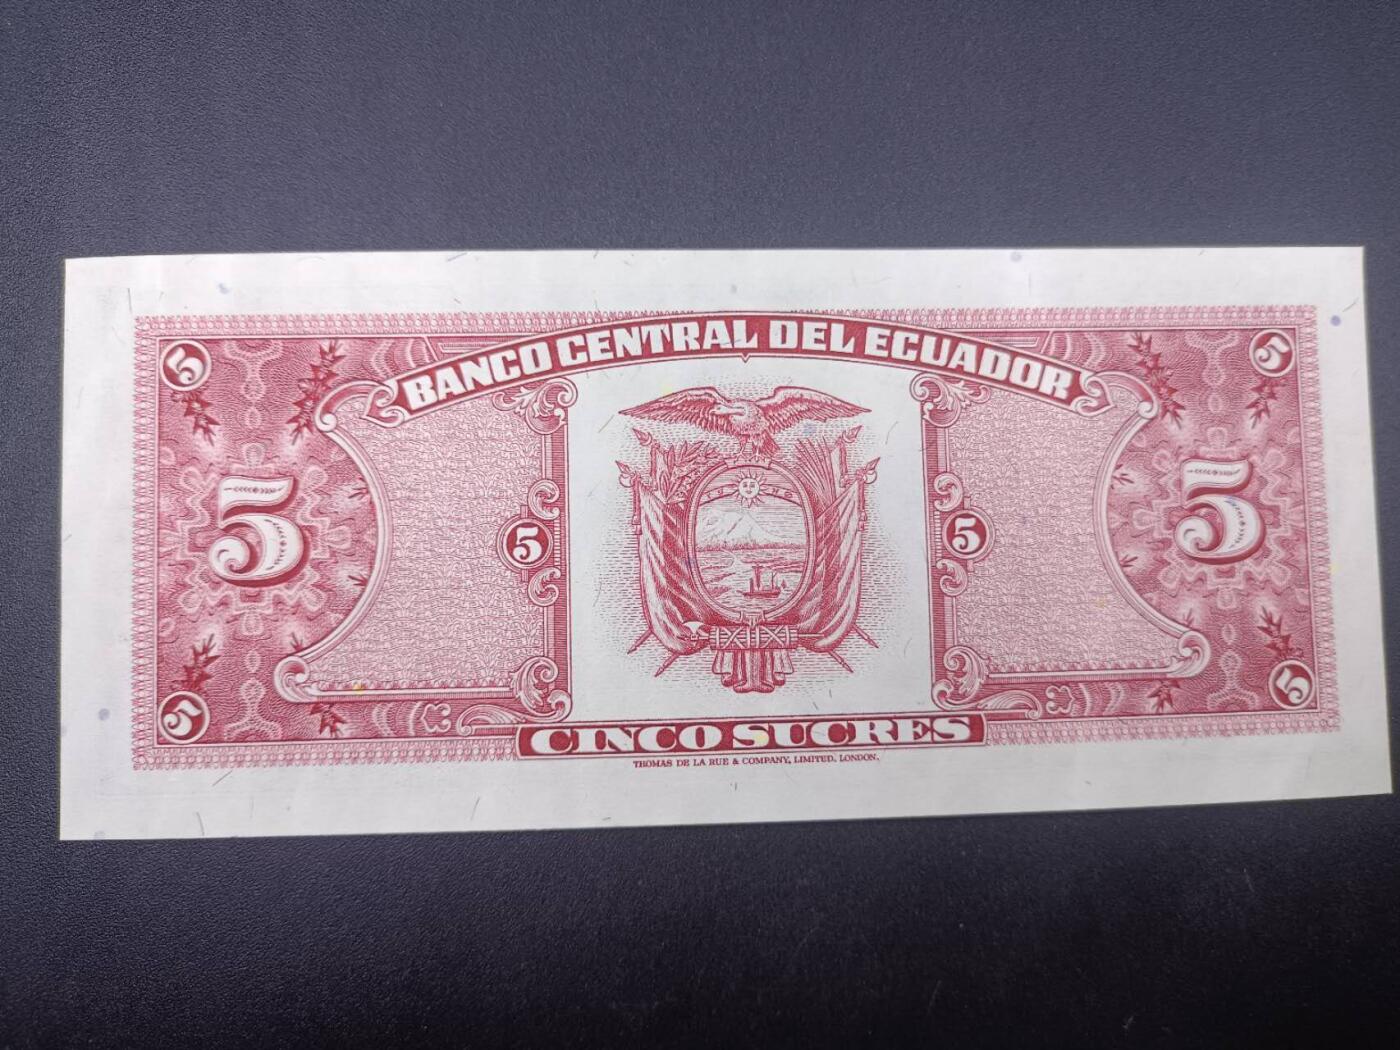 BANCO CENTRAL DEL ECUADOR
5 5
5 5
5 5
5 5
CINCO SUCRES
THOMAS DE LA RUE & COMPANY, LIMITED, LONDON.